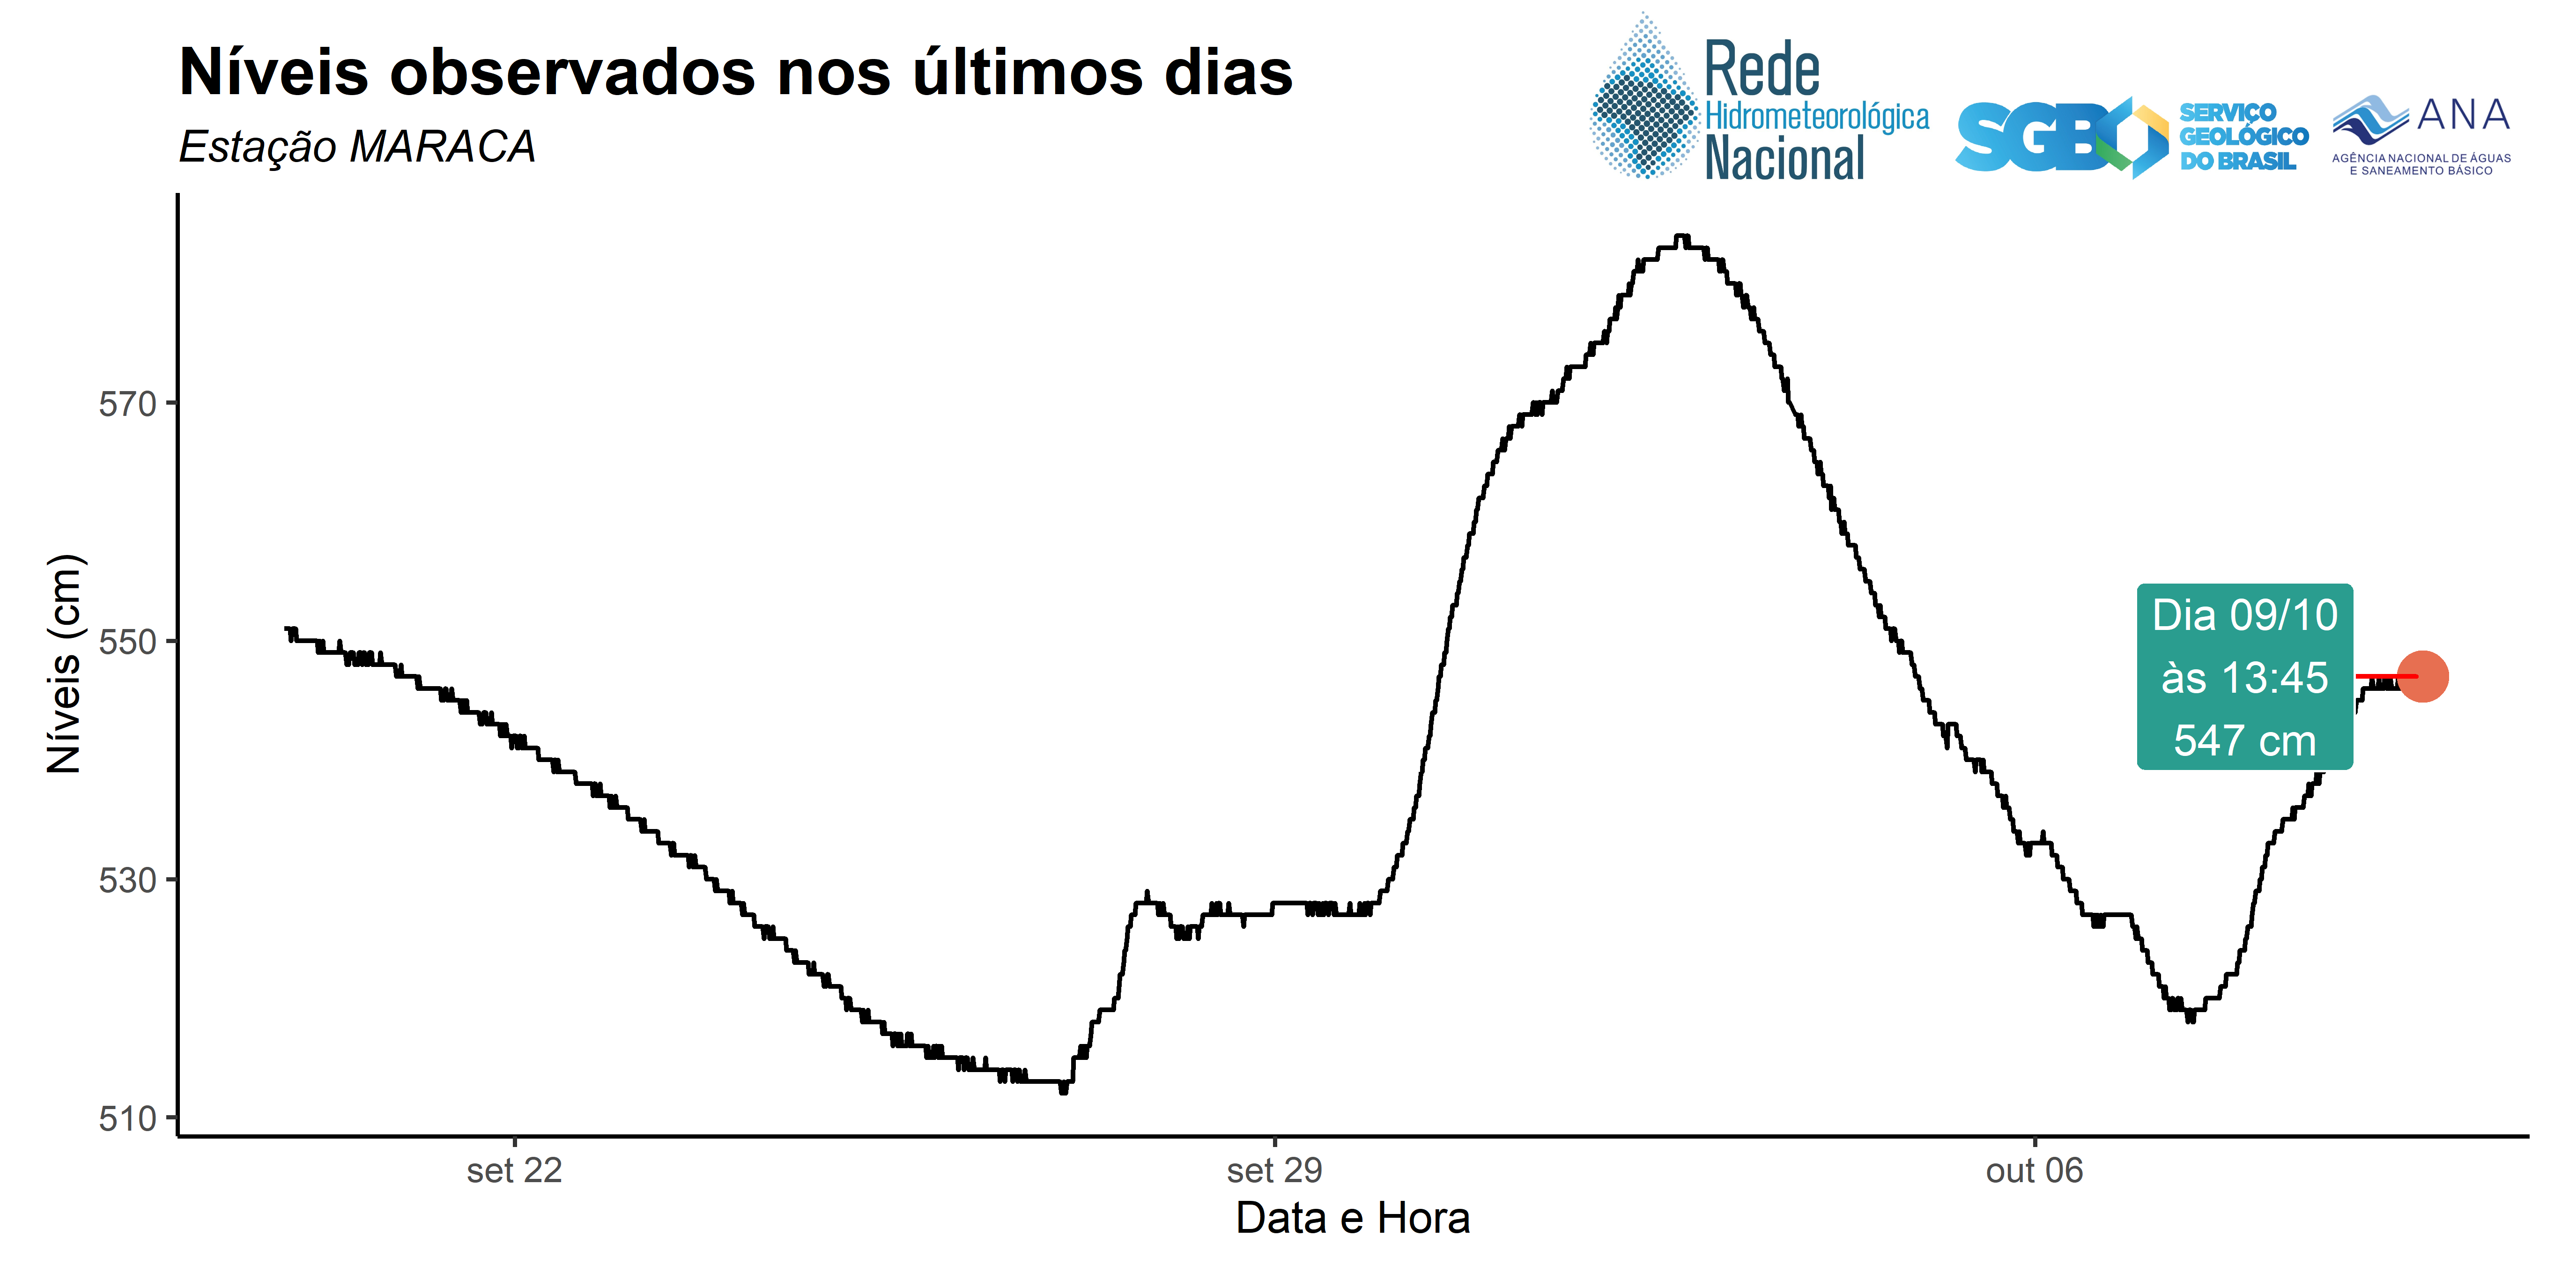 Níveis observados nos últimos dias
Estação MARACA
Rede
Hidrometeorológica
Nacional
SGB
SERVIÇO
GEOLÓGICO
DO BRASIL
ANA
AGÊNCIA NACIONAL DE ÁGUAS
E SANEAMENTO BÁSICO
Níveis (cm)
570
550
530
510
Dia 09/10
às 13:45
547 cm
set 22
set 29
out 06
Data e Hora